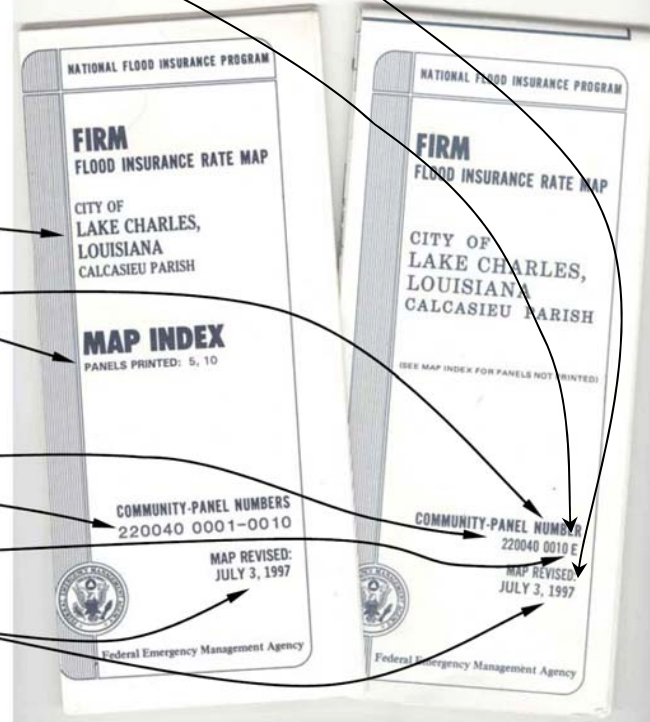 NATIONAL FLOOD INSURANCE PROGRAM
FIRM
FLOOD INSURANCE RATE MAP
CITY OF
LAKE CHARLES,
LOUISIANA
CALCASIEU PARISH
MAP INDEX
PANELS PRINTED: 5, 10
COMMUNITY-PANEL NUMBERS
220040 0001-0010
MAP REVISED:
JULY 3, 1997
Federal Emergency Management Agency
NATIONAL FLOOD INSURANCE PROGRAM
FIRM
FLOOD INSURANCE RATE MAP
CITY OF
LAKE CHARLES,
LOUISIANA
CALCASIEU PARISH
(SEE MAP INDEX FOR PANELS NOT PRINTED)
COMMUNITY-PANEL NUMBER
220040 0010 E
MAP REVISED:
JULY 3, 1997
Federal Emergency Management Agency